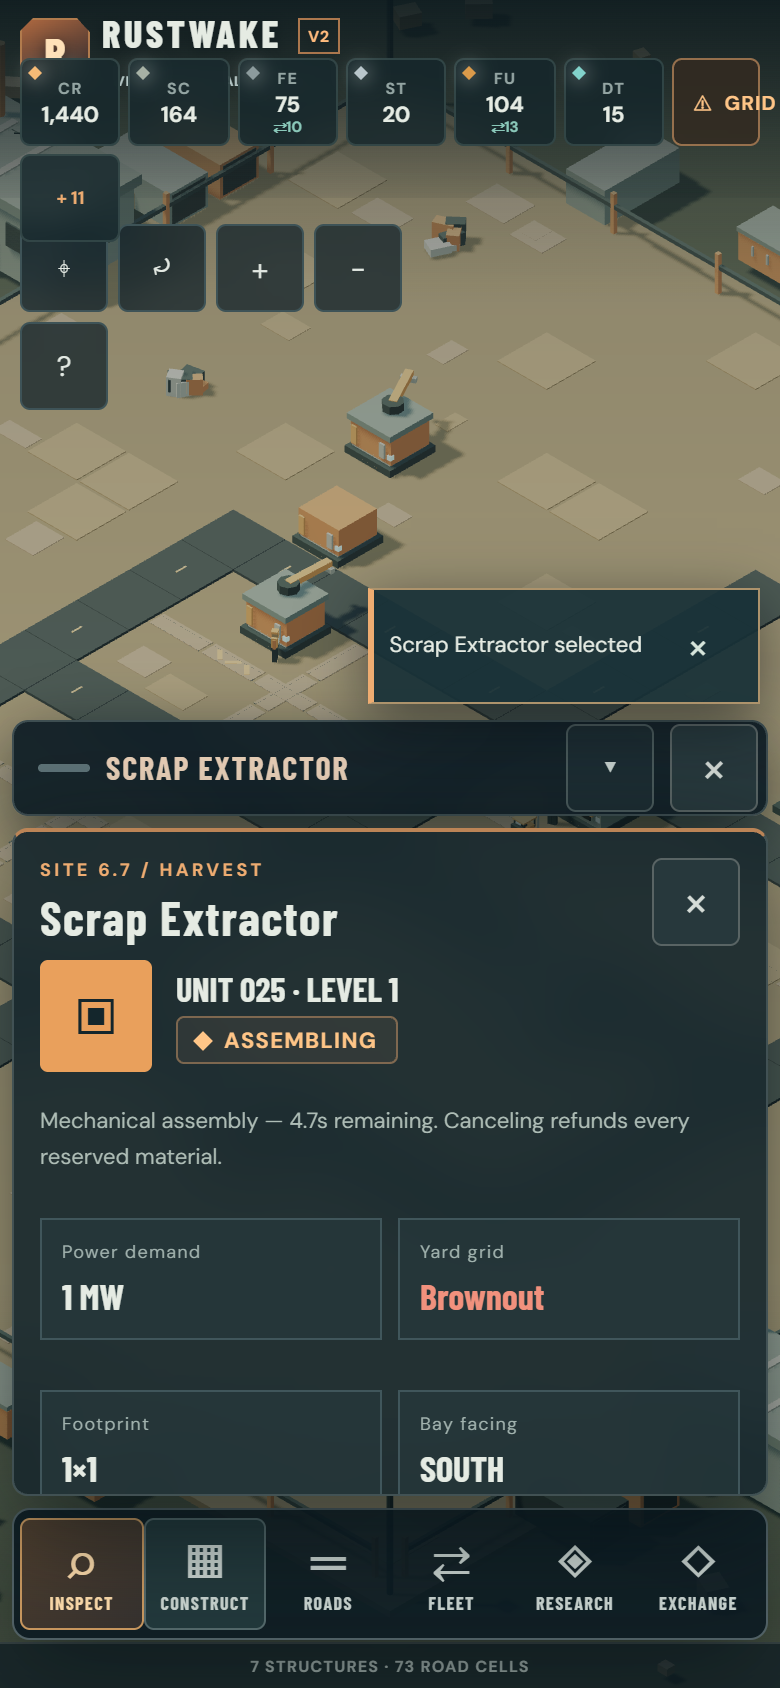 RUSTWAKE V2
CR
1,440
SC
164
FE
75
⇄10
ST
20
FU
104
⇄13
DT
15
⚠ GRID
+ 11
+
−
?
Scrap Extractor selected ×
SCRAP EXTRACTOR ▼ ×
SITE 6.7 / HARVEST
Scrap Extractor ×
UNIT 025 · LEVEL 1
◆ ASSEMBLING
Mechanical assembly — 4.7s remaining. Canceling refunds every
reserved material.
Power demand
1 MW
Yard grid
Brownout
Footprint
1×1
Bay facing
SOUTH
INSPECT
CONSTRUCT
ROADS
FLEET
RESEARCH
EXCHANGE
7 STRUCTURES · 73 ROAD CELLS